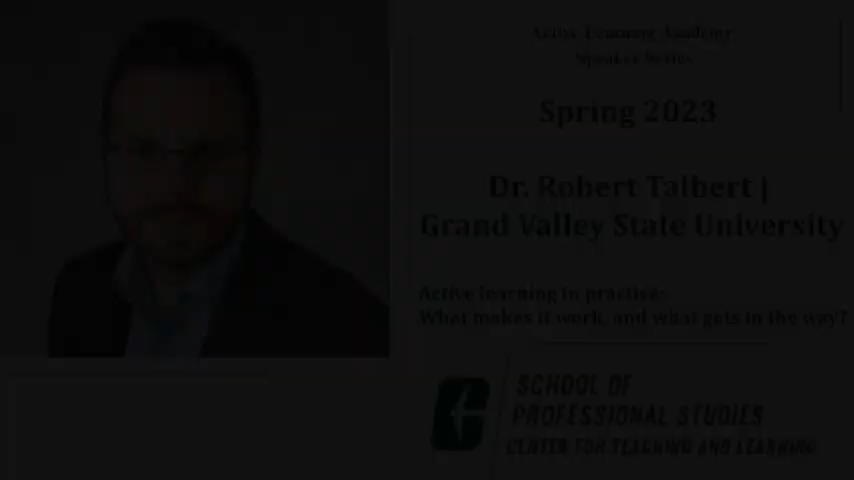 Active Learning Academy
Speaker Series
Spring 2023
Dr. Robert Talbert |
Grand Valley State University
Active learning in practice:
What makes it work, and what gets in the way?
SCHOOL OF
PROFESSIONAL STUDIES
CENTER FOR TEACHING AND LEARNING